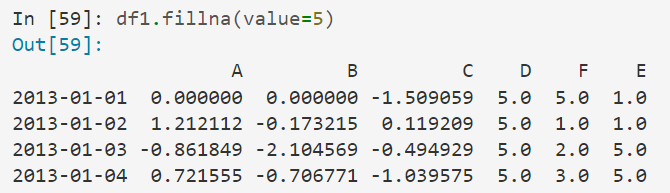 In [59]: df1.fillna(value=5)
Out[59]:
A B C D F E
2013-01-01 0.000000 0.000000 -1.509059 5.0 5.0 1.0
2013-01-02 1.212112 -0.173215 0.119209 5.0 1.0 1.0
2013-01-03 -0.861849 -2.104569 -0.494929 5.0 2.0 5.0
2013-01-04 0.721555 -0.706771 -1.039575 5.0 3.0 5.0